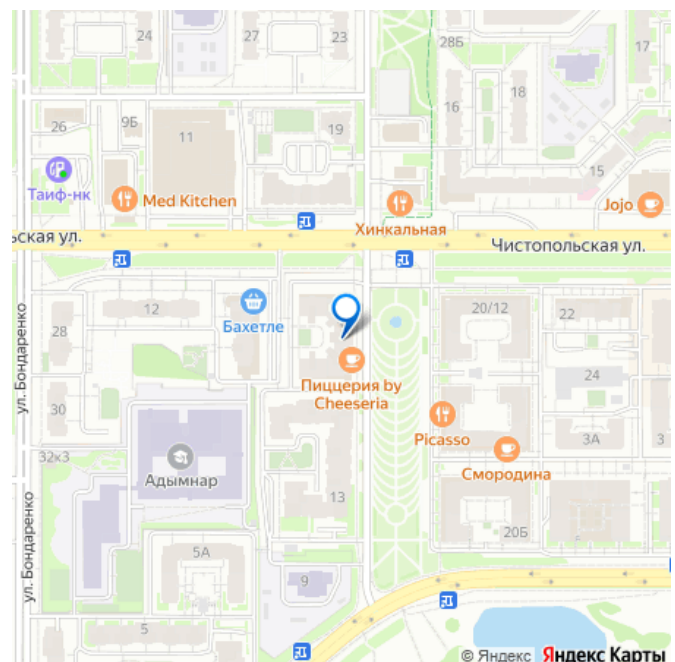 24
27
23
28Б
17
16
18
26
9Б
11
19
15
Таиф-нк
Med Kitchen
Хинкальная
Jojo
ьская ул.
Чистопольская ул.
12
Бахетле
20/12
22
28
ул. Бондаренко
Пиццерия by
Cheeseria
24
30
Picasso
3А
3
32к3
Адымнар
Смородина
13
ул. Бондаренко
20Б
5А
9
5
© Яндекс Яндекс Карты